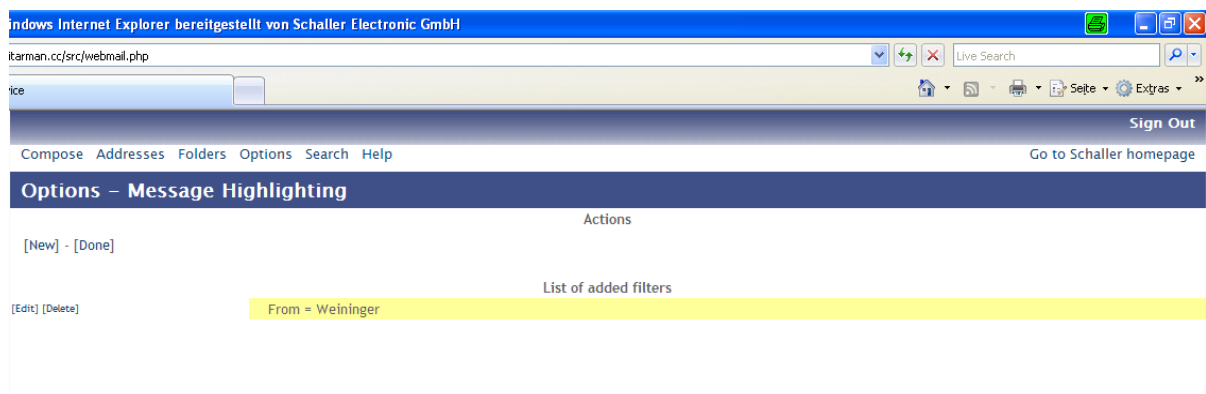 indows Internet Explorer bereitgestellt von Schaller Electronic GmbH
itarman.cc/src/webmail.php
Live Search
ice
Seite
Extras
»
Sign Out
Compose Addresses Folders Options Search Help
Go to Schaller homepage
Options – Message Highlighting
Actions
[New] - [Done]
List of added filters
[Edit] [Delete]
From = Weininger